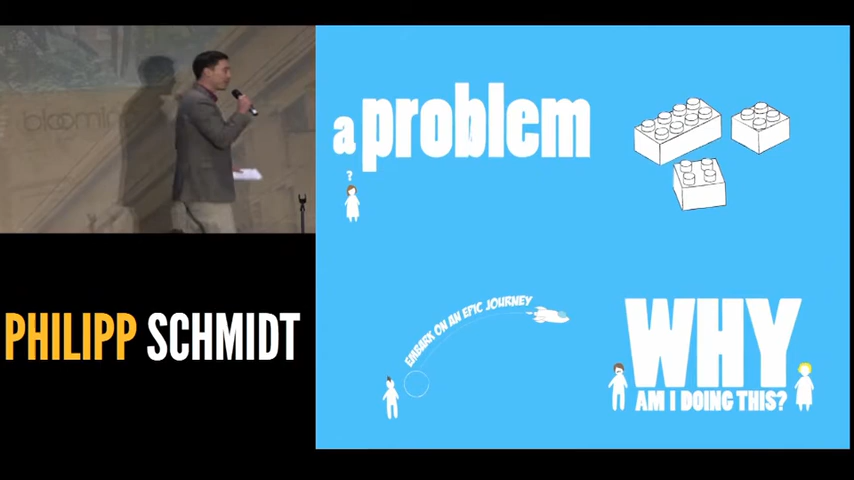 a problem
?
EMBARK ON AN EPIC JOURNEY
WHY
AM I DOING THIS?
PHILIPP SCHMIDT